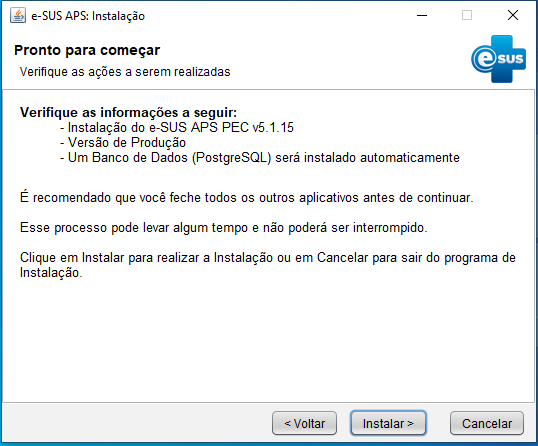 e-SUS APS: Instalação
Pronto para começar
Verifique as ações a serem realizadas
e SUS
Verifique as informações a seguir:
- Instalação do e-SUS APS PEC v5.1.15
- Versão de Produção
- Um Banco de Dados (PostgreSQL) será instalado automaticamente
É recomendado que você feche todos os outros aplicativos antes de continuar.
Esse processo pode levar algum tempo e não poderá ser interrompido.
Clique em Instalar para realizar a Instalação ou em Cancelar para sair do programa de
Instalação.
< Voltar
Instalar >
Cancelar